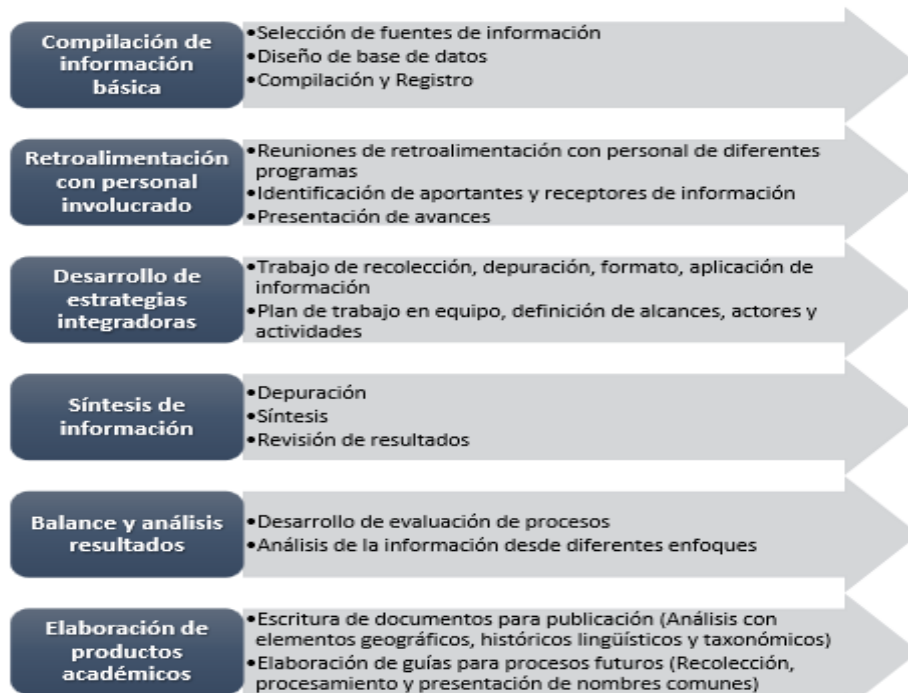 Compilación de
información
básica
•Selección de fuentes de información
•Diseño de base de datos
•Compilación y Registro
Retroalimentación
con personal
involucrado
•Reuniones de retroalimentación con personal de diferentes
programas
•Identificación de aportantes y receptores de información
•Presentación de avances
Desarrollo de
estrategias
integradoras
•Trabajo de recolección, depuración, formato, aplicación de
información
•Plan de trabajo en equipo, definición de alcances, actores y
actividades
Síntesis de
información
•Depuración
•Síntesis
•Revisión de resultados
Balance y análisis
resultados
•Desarrollo de evaluación de procesos
•Análisis de la información desde diferentes enfoques
Elaboración de
productos
académicos
•Escritura de documentos para publicación (Análisis con
elementos geográficos, históricos lingüísticos y taxonómicos)
•Elaboración de guías para procesos futuros (Recolección,
procesamiento y presentación de nombres comunes)